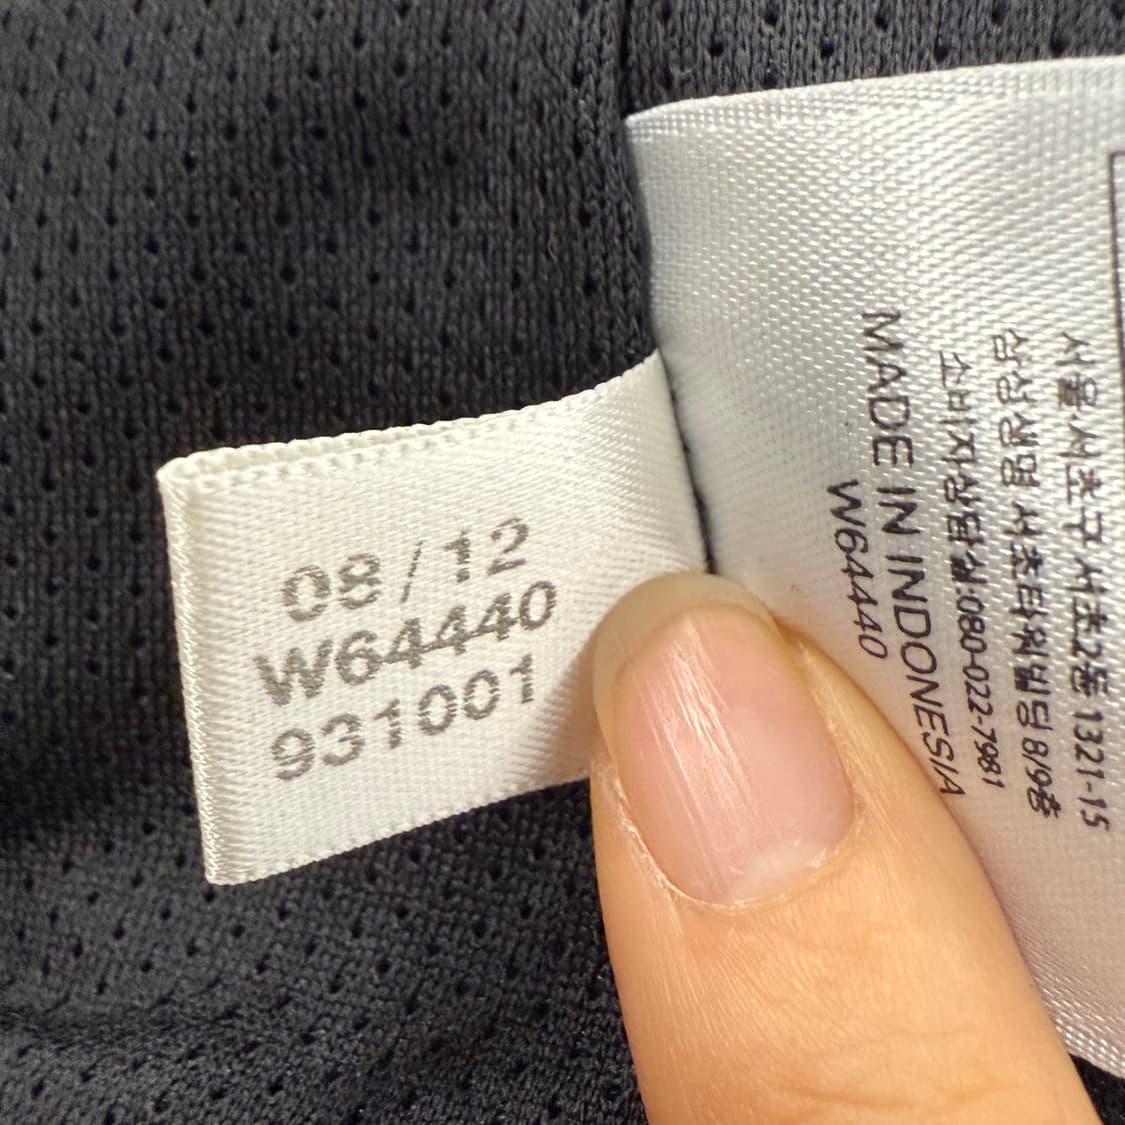 08/12
W64440
931001
서울 서초구 서초2동 1321-15
삼성생명 서초타워빌딩 8/9층
소비자상담실:080-022-7981
MADE IN INDONESIA
W64440